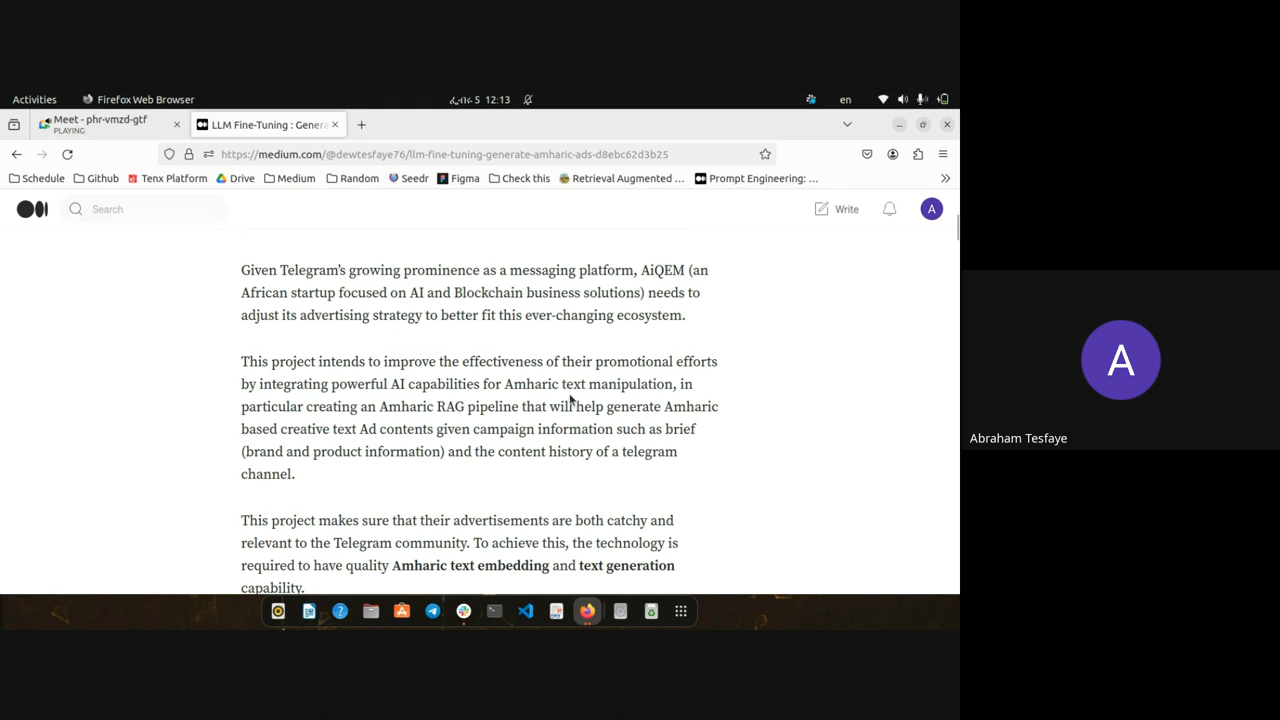 Activities
Firefox Web Browser
5 12:13
en
Meet - phr-vmzd-gtf
PLAYING
LLM Fine-Tuning : Genera
https://medium.com/@dewtesfaye76/llm-fine-tuning-generate-amharic-ads-d8ebc62d3b25
Schedule
Github
Tenx Platform
Drive
Medium
Random
Seedr
Figma
Check this
Retrieval Augmented ...
Prompt Engineering: ...
Search
Write
A
Given Telegram’s growing prominence as a messaging platform, AiQEM (an
African startup focused on AI and Blockchain business solutions) needs to
adjust its advertising strategy to better fit this ever-changing ecosystem.
This project intends to improve the effectiveness of their promotional efforts
by integrating powerful AI capabilities for Amharic text manipulation, in
particular creating an Amharic RAG pipeline that will help generate Amharic
based creative text Ad contents given campaign information such as brief
(brand and product information) and the content history of a telegram
channel.
This project makes sure that their advertisements are both catchy and
relevant to the Telegram community. To achieve this, the technology is
required to have quality Amharic text embedding and text generation
capability.
A
Abraham Tesfaye